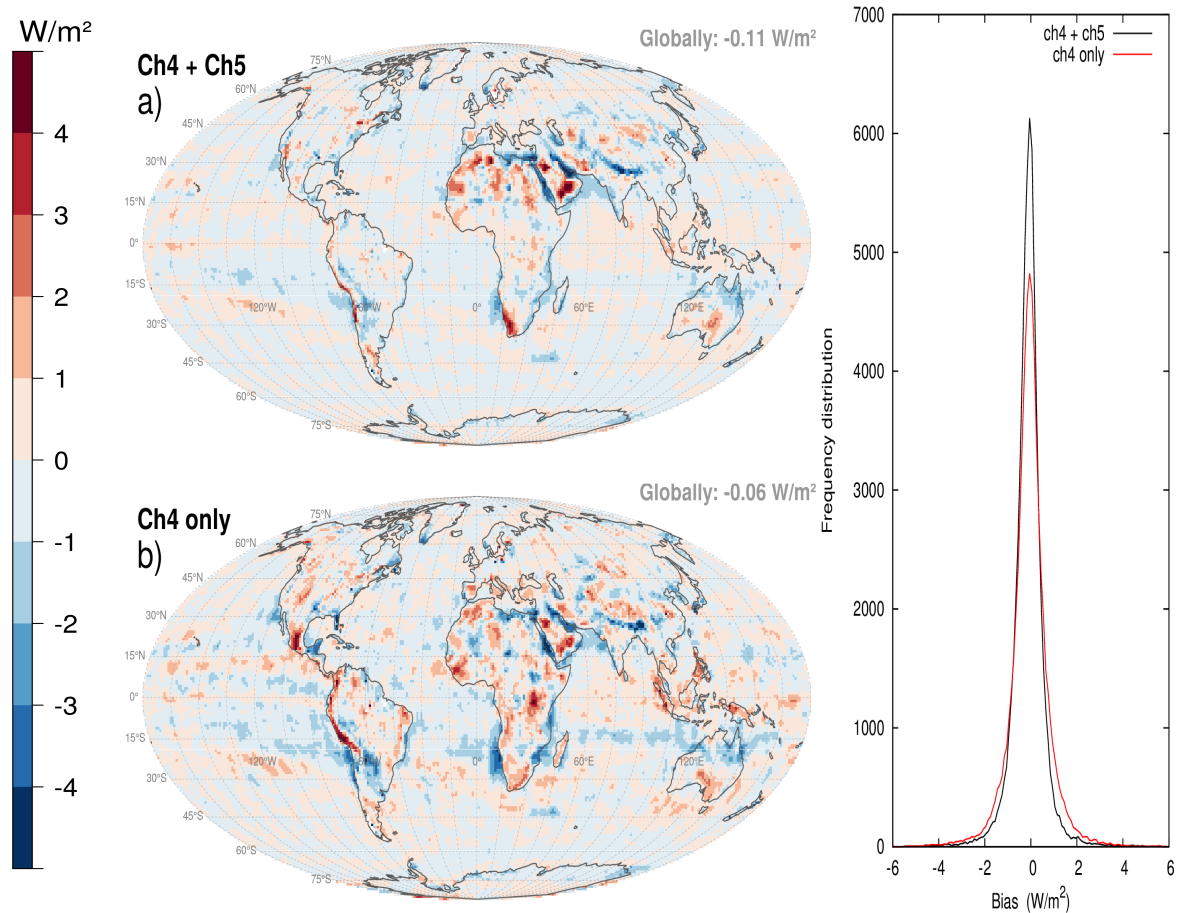 W/m²
4
3
2
1
0
-1
-2
-3
-4
Ch4 + Ch5
a)
Globally: -0.11 W/m²
75°N
60°N
45°N
30°N
15°N
0°
15°S
30°S
45°S
60°S
75°S
120°W
60°W
0°
60°E
120°E
Ch4 only
b)
Globally: -0.06 W/m²
75°N
60°N
45°N
30°N
15°N
0°
15°S
30°S
45°S
60°S
75°S
120°W
60°W
0°
60°E
120°E
ch4 + ch5
ch4 only
Frequency distribution
7000
6000
5000
4000
3000
2000
1000
0
-6 -4 -2 0 2 4 6
Bias (W/m²)